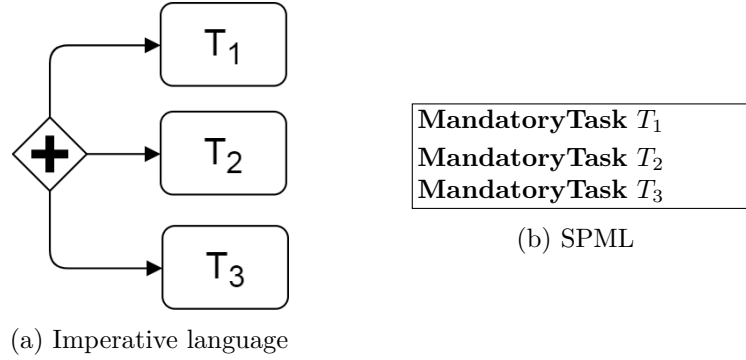 T₁
T₂
T₃
(a) Imperative language
MandatoryTask T₁
MandatoryTask T₂
MandatoryTask T₃
(b) SPML